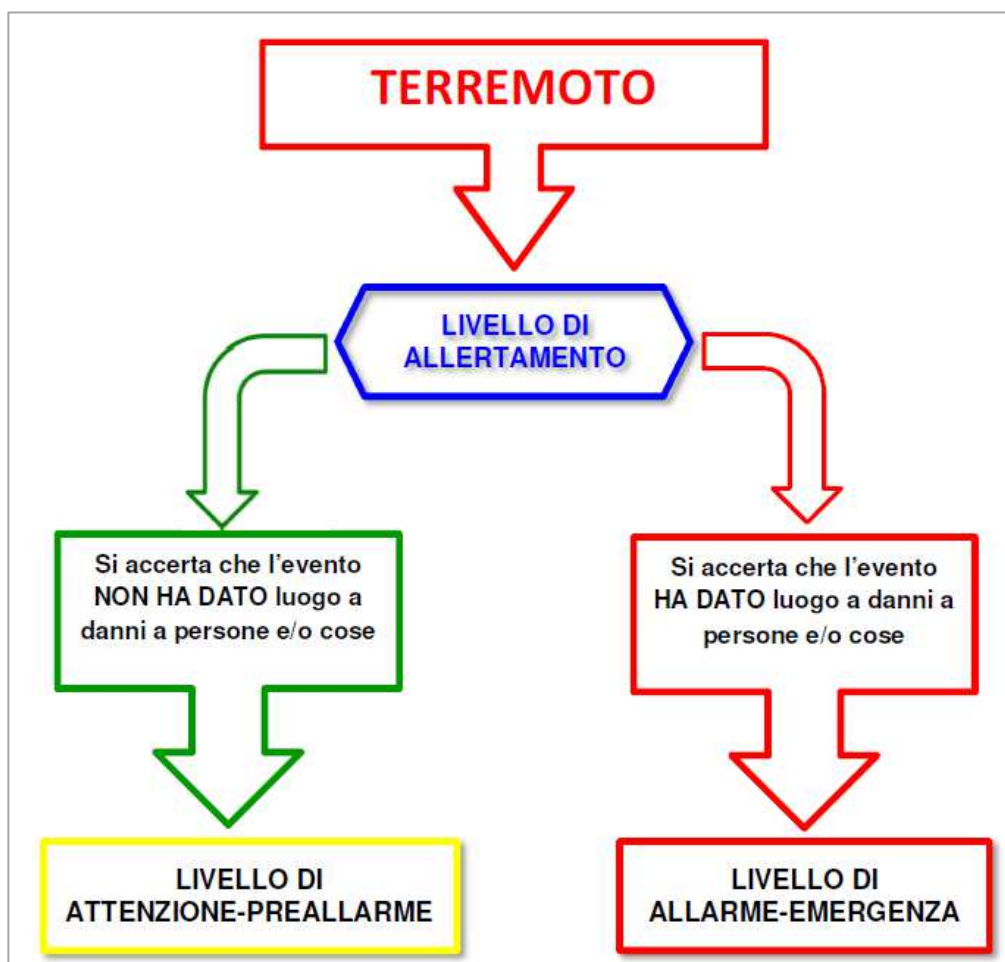 TERREMOTO
LIVELLO DI
ALLERTAMENTO
Si accerta che l'evento
NON HA DATO luogo a
danni a persone e/o cose
Si accerta che l'evento
HA DATO luogo a danni a
persone e/o cose
LIVELLO DI
ATTENZIONE-PREALLARME
LIVELLO DI
ALLARME-EMERGENZA